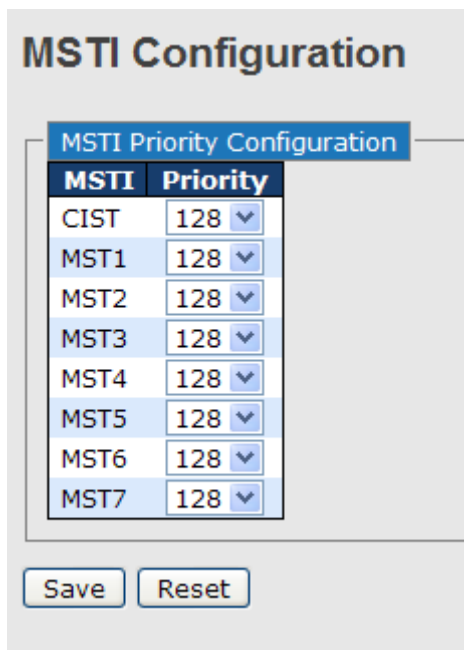 MSTI Configuration
MSTI Priority Configuration
MSTI Priority
CIST 128
MST1 128
MST2 128
MST3 128
MST4 128
MST5 128
MST6 128
MST7 128
Save Reset